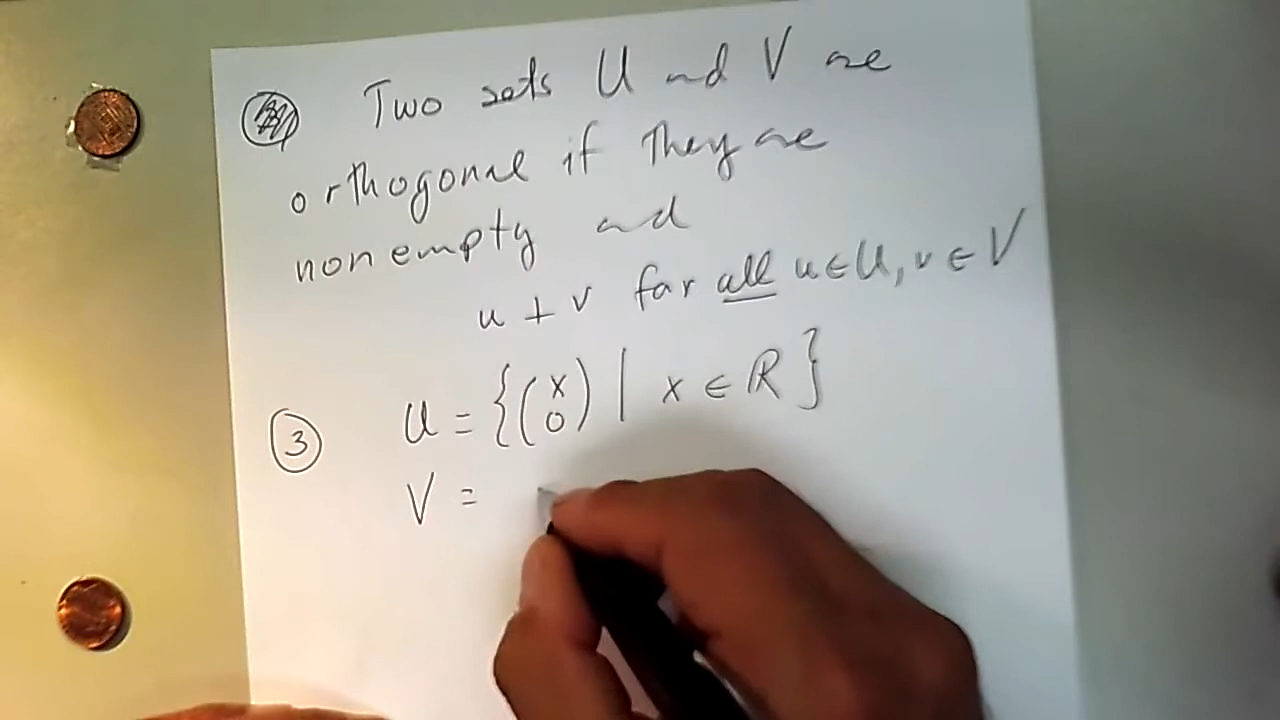 Two sets U and V are
orthogonal if they are
nonempty and
u ⊥ v for all u ∈ U, v ∈ V
③ U = {(x 0) | x ∈ ℝ}
V =